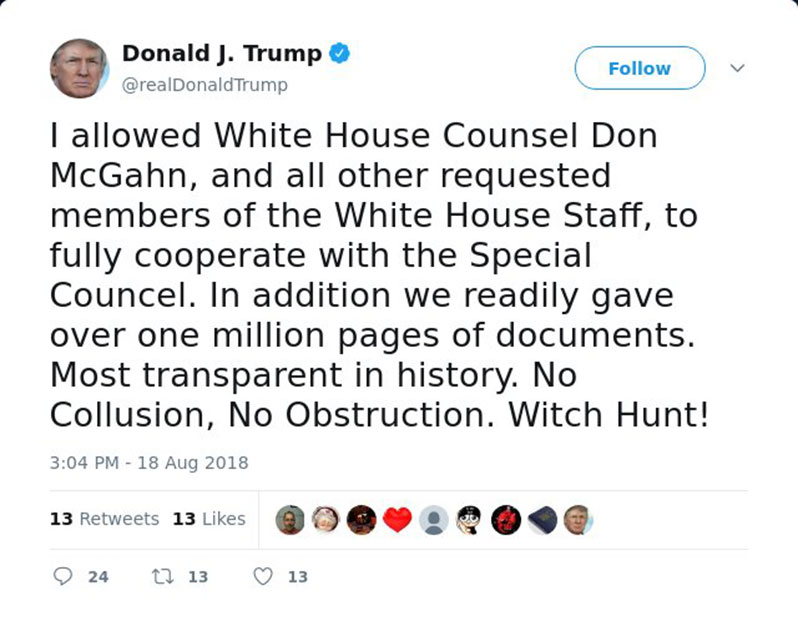 Donald J. Trump
@realDonaldTrump
Follow
I allowed White House Counsel Don
McGahn, and all other requested
members of the White House Staff, to
fully cooperate with the Special
Councel. In addition we readily gave
over one million pages of documents.
Most transparent in history. No
Collusion, No Obstruction. Witch Hunt!
3:04 PM - 18 Aug 2018
13 Retweets 13 Likes
24 13 13